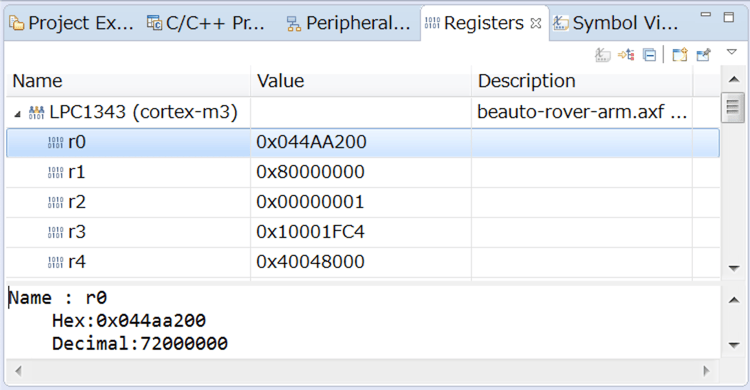 Project Ex... C/C++ Pr... Peripheral... Registers Symbol Vi...
Name Value Description
LPC1343 (cortex-m3) beauto-rover-arm.axf ...
r0 0x044AA200
r1 0x80000000
r2 0x00000001
r3 0x10001FC4
r4 0x40048000
Name : r0
Hex:0x044aa200
Decimal:72000000